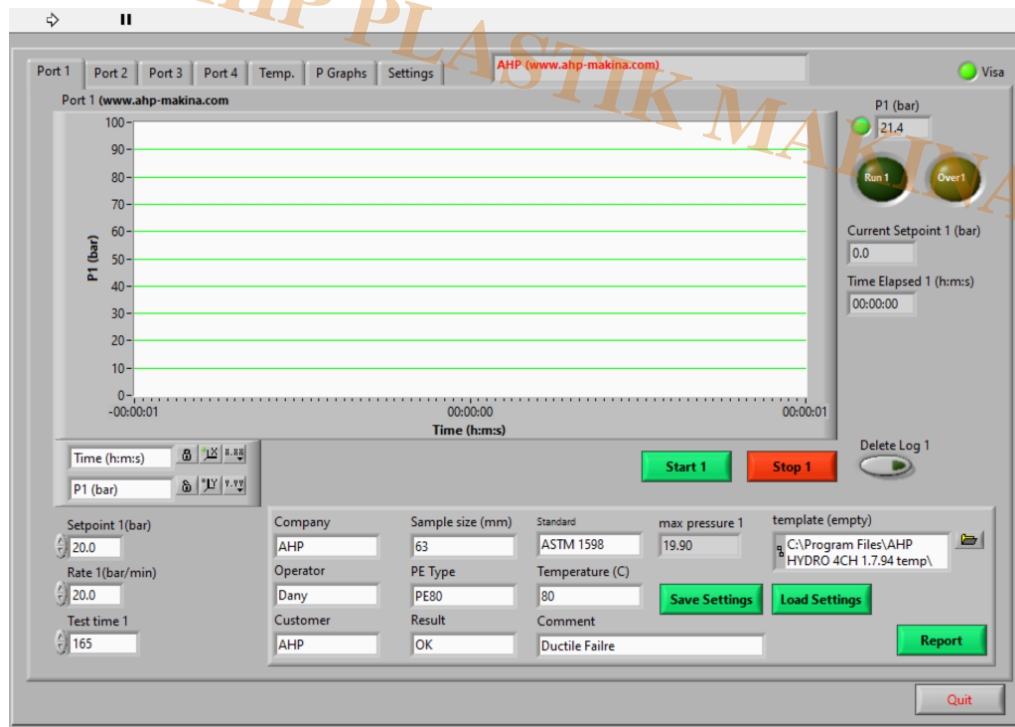 AHP PLASTIK MAKINA
Port 1 Port 2 Port 3 Port 4 Temp. P Graphs Settings
AHP (www.ahp-makina.com)
Visa
Port 1 (www.ahp-makina.com
P1 (bar)
21.4
Run 1 Over1
Current Setpoint 1 (bar)
0.0
Time Elapsed 1 (h:m:s)
00:00:00
P1 (bar)
100
90
80
70
60
50
40
30
20
10
0
-00:00:01 00:00:00 00:00:01
Time (h:m:s)
Time (h:m:s)
P1 (bar)
Start 1 Stop 1
Delete Log 1
Setpoint 1(bar)
20.0
Rate 1(bar/min)
20.0
Test time 1
165
Company Sample size (mm) Standard max pressure 1 template (empty)
AHP 63 ASTM 1598 19.90 C:\Program Files\AHP
HYDRO 4CH 1.7.94 temp\
Operator PE Type Temperature (C)
Dany PE80 80 Save Settings Load Settings
Customer Result Comment
AHP OK Ductile Failre
Report
Quit